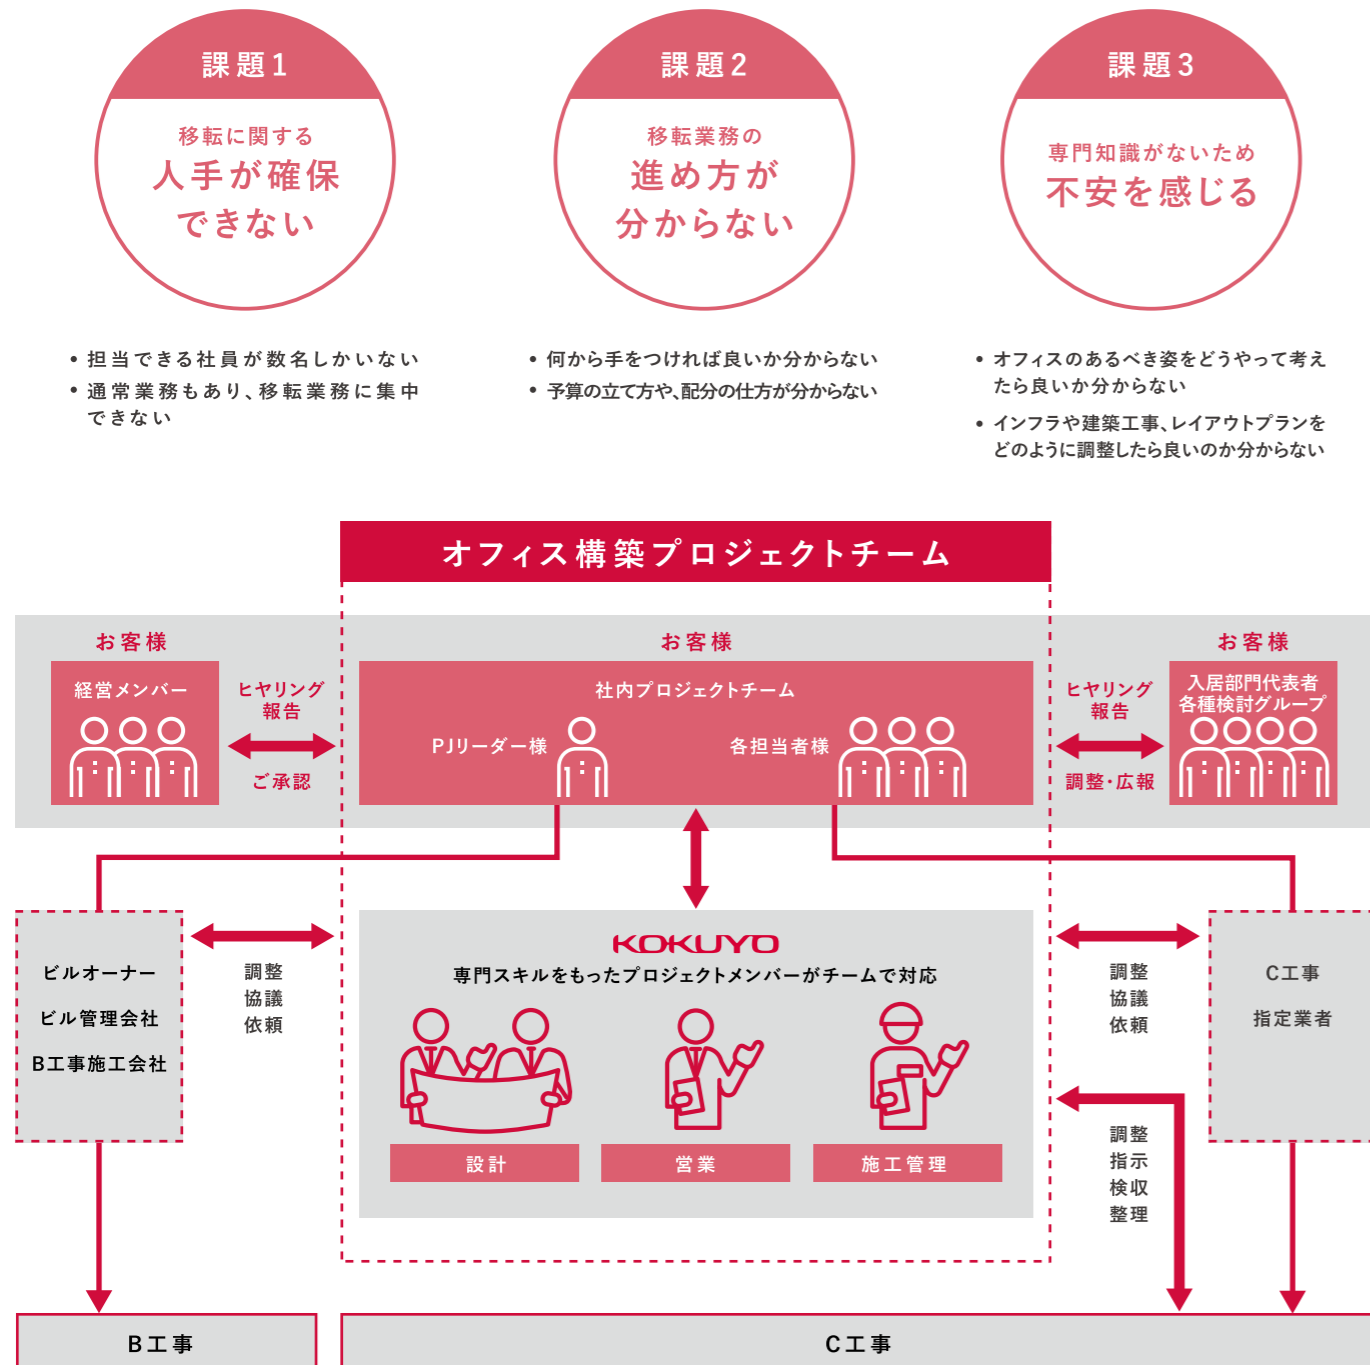 課題1
移転に関する
人手が確保
できない
• 担当できる社員が数名しかいない
• 通常業務もあり、移転業務に集中
できない
課題2
移転業務の
進め方が
分からない
• 何から手をつければ良いか分からない
• 予算の立て方や、配分の仕方が分からない
課題3
専門知識がないため
不安を感じる
• オフィスのあるべき姿をどうやって考え
たら良いか分からない
• インフラや建築工事、レイアウトプランを
どのように調整したら良いのか分からない
オフィス構築プロジェクトチーム
お客様
経営メンバー
ヒヤリング
報告
ご承認
お客様
社内プロジェクトチーム
PJリーダー様
各担当者様
ヒヤリング
報告
調整・広報
お客様
入居部門代表者
各種検討グループ
ビルオーナー
ビル管理会社
B工事施工会社
調整
協議
依頼
KOKUYO
専門スキルをもったプロジェクトメンバーがチームで対応
設計
営業
施工管理
調整
協議
依頼
C工事
指定業者
調整
指示
検収
整理
B工事
C工事